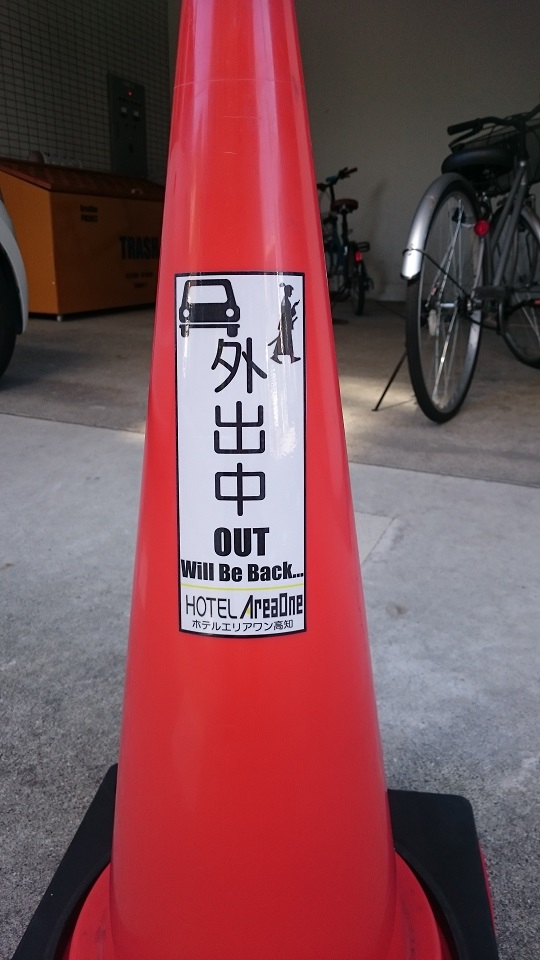 TRASH
外出中
OUT
Will Be Back...
HOTEL AreaOne
ホテルエリアワン高知